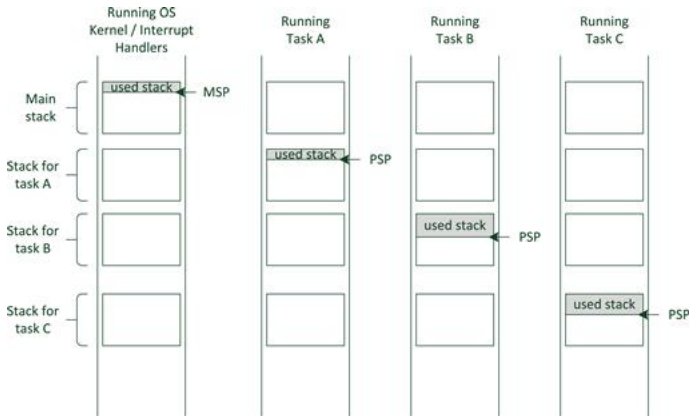 Running OS
Kernel / Interrupt
Handlers
Running
Task A
Running
Task B
Running
Task C
Main
stack
used stack
MSP
Stack for
task A
used stack
PSP
Stack for
task B
used stack
PSP
Stack for
task C
used stack
PSP